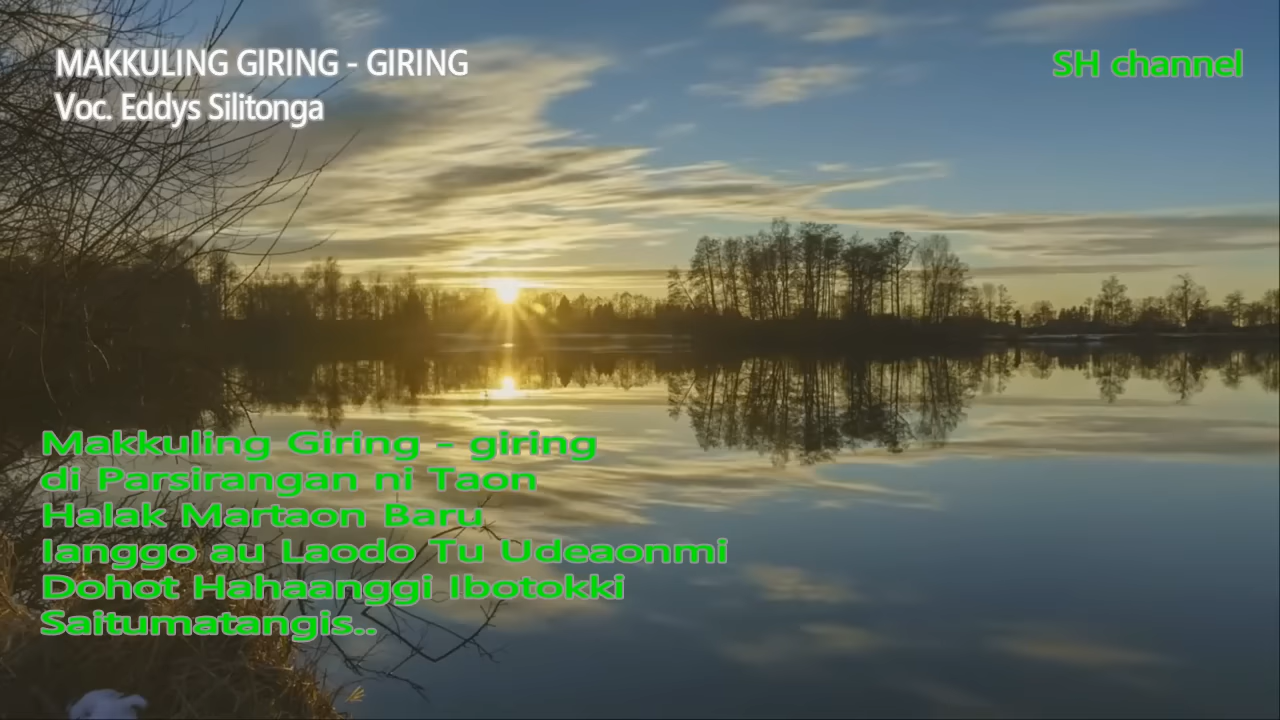 MAKKULING GIRING - GIRING
Voc. Eddys Silitonga
SH channel
Makkuling Giring - giring
di Parsirangan ni Taon
Halak Martaon Baru
Ianggo au Laodo Tu Udeaonmi
Dohot Hahaanggi Ibotokki
Saitumatangis..